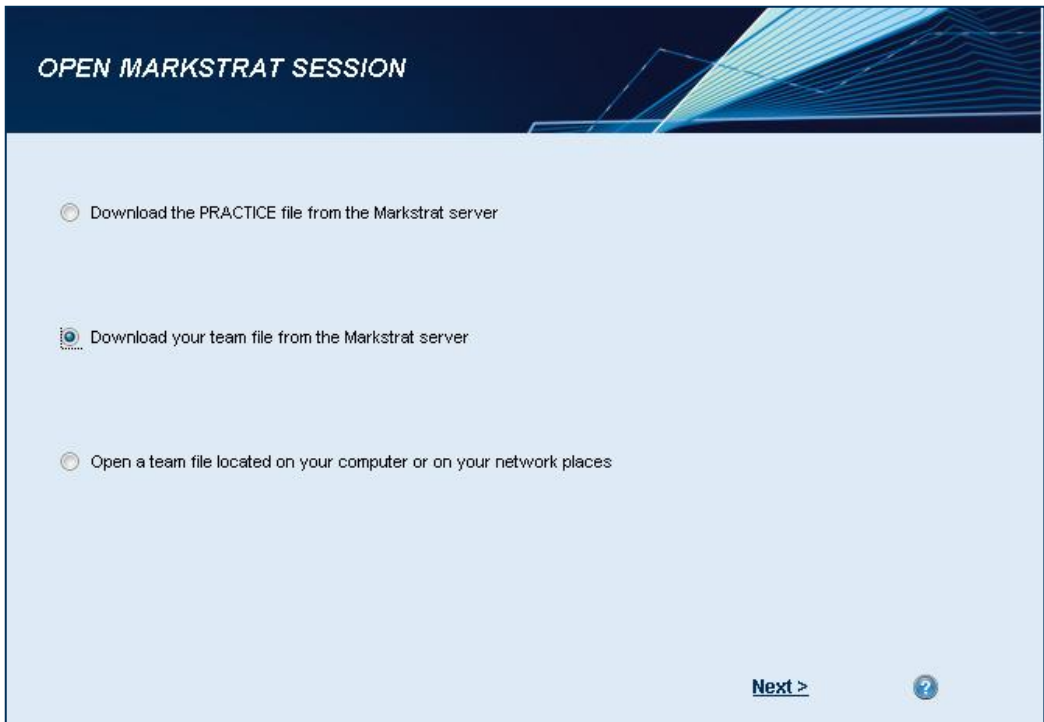 OPEN MARKSTRAT SESSION
Download the PRACTICE file from the Markstrat server
Download your team file from the Markstrat server
Open a team file located on your computer or on your network places
Next >
?